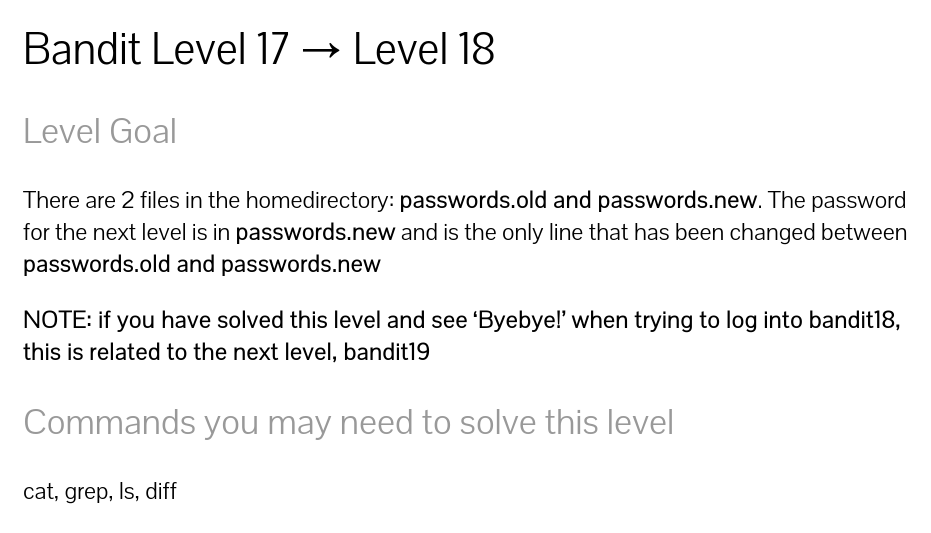 Bandit Level 17 → Level 18
Level Goal
There are 2 files in the homedirectory: passwords.old and passwords.new. The password
for the next level is in passwords.new and is the only line that has been changed between
passwords.old and passwords.new
NOTE: if you have solved this level and see ‘Byebye!’ when trying to log into bandit18,
this is related to the next level, bandit19
Commands you may need to solve this level
cat, grep, ls, diff